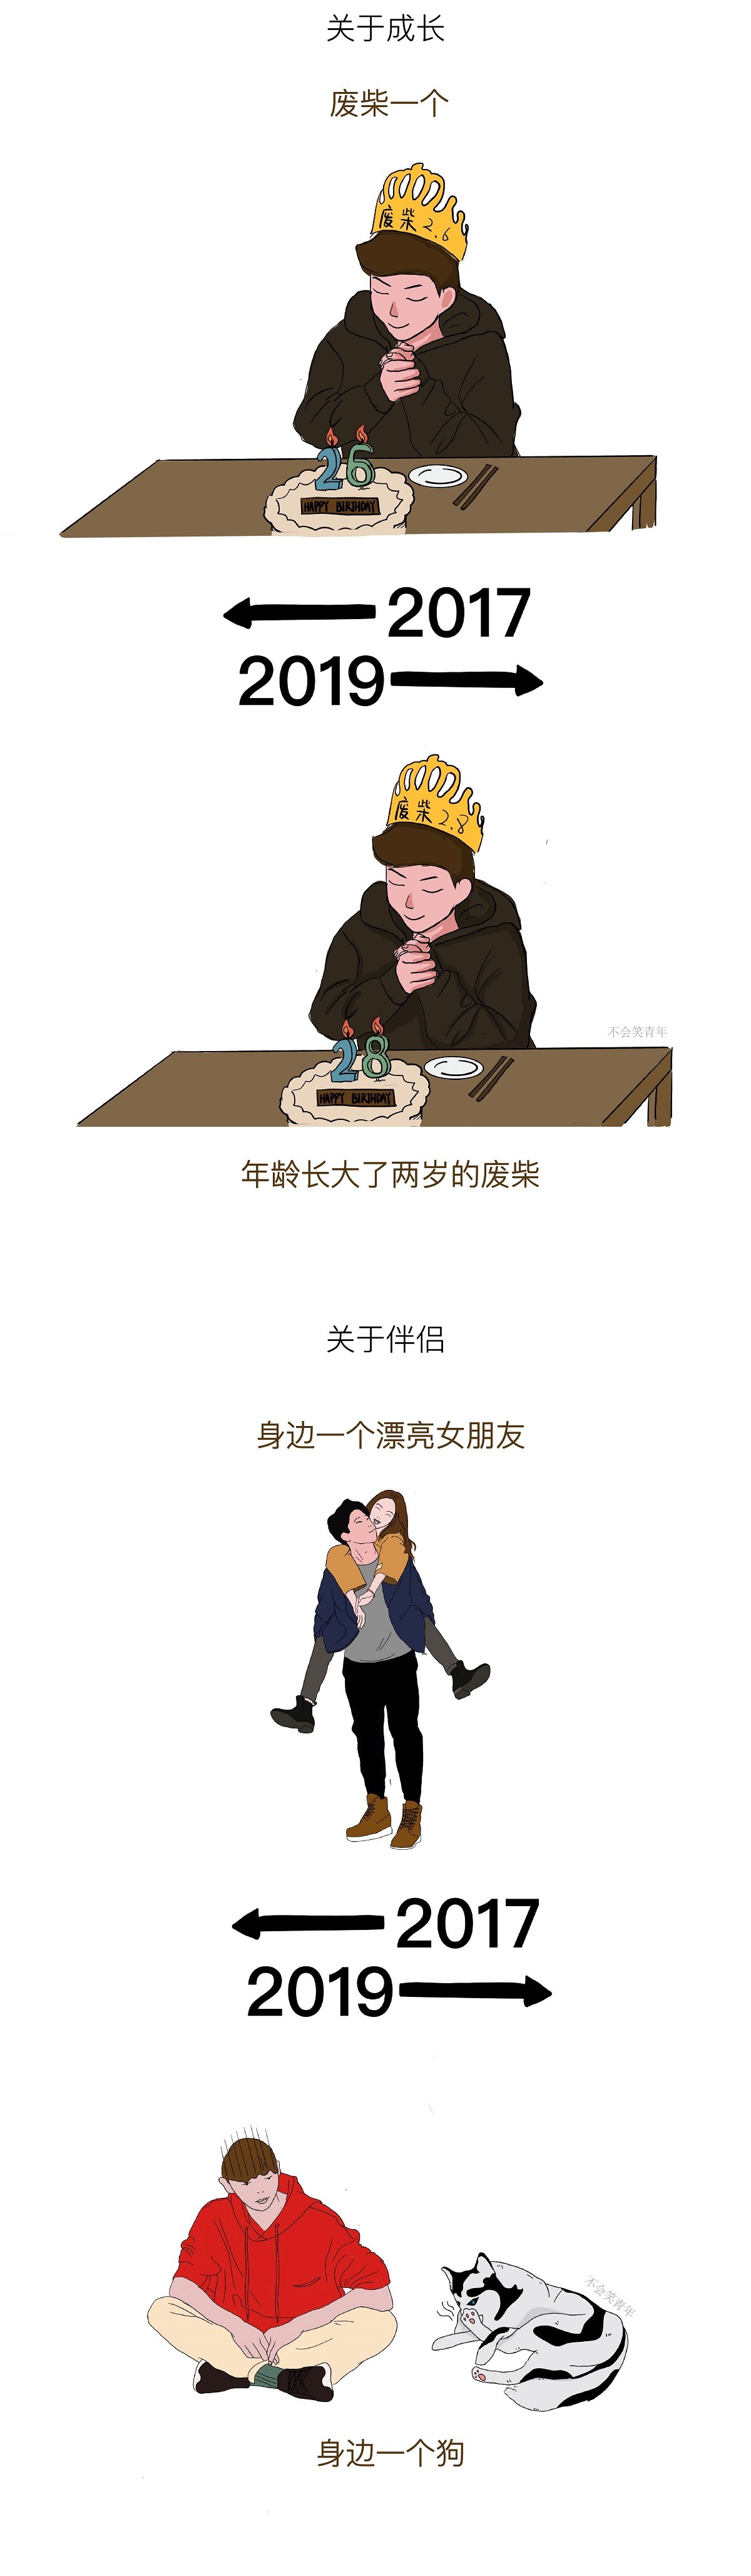 关于成长
废柴一个
废柴2.6
26
HAPPY BIRTHDAY
2017
2019
废柴2.8
不会笑青年
28
HAPPY BIRTHDAY
年龄长大了两岁的废柴
关于伴侣
身边一个漂亮女朋友
2017
2019
不会笑青年
身边一个狗